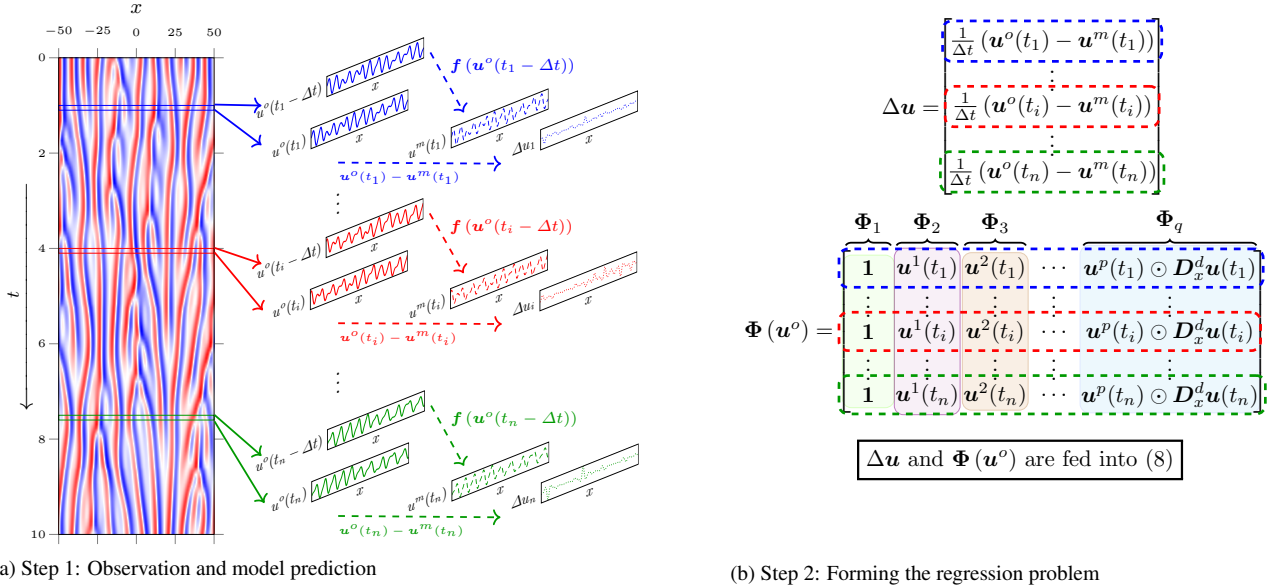 x
−50 −25 0 25 50
0
2
4
6
8
10
t
u^o(t_1 − Δt)
x
f(u^o(t_1 − Δt))
u^o(t_1)
x
u^m(t_1)
x
Δu_1
x
u^o(t_1) − u^m(t_1)
⋮
u^o(t_i − Δt)
x
f(u^o(t_i − Δt))
u^o(t_i)
x
u^m(t_i)
x
Δu_i
x
u^o(t_i) − u^m(t_i)
⋮
u^o(t_n − Δt)
x
f(u^o(t_n − Δt))
u^o(t_n)
x
u^m(t_n)
x
Δu_n
x
u^o(t_n) − u^m(t_n)
a) Step 1: Observation and model prediction
1/Δt (u^o(t_1) − u^m(t_1))
⋮
Δu = 1/Δt (u^o(t_i) − u^m(t_i))
⋮
1/Δt (u^o(t_n) − u^m(t_n))
Φ_1 Φ_2 Φ_3 Φ_q
1 u^1(t_1) u^2(t_1) ⋯ u^p(t_1) ⊙ D_x^d u(t_1)
⋮ ⋮ ⋮ ⋮
Φ(u^o) = 1 u^1(t_i) u^2(t_i) ⋯ u^p(t_i) ⊙ D_x^d u(t_i)
⋮ ⋮ ⋮ ⋮
1 u^1(t_n) u^2(t_n) ⋯ u^p(t_n) ⊙ D_x^d u(t_n)
Δu and Φ(u^o) are fed into (8)
(b) Step 2: Forming the regression problem